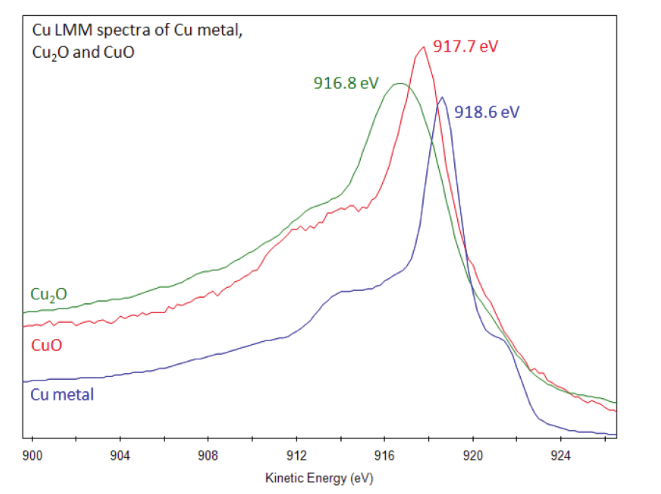 Cu LMM spectra of Cu metal,
Cu₂O and CuO
917.7 eV
916.8 eV
918.6 eV
Cu₂O
CuO
Cu metal
900 904 908 912 916 920 924
Kinetic Energy (eV)